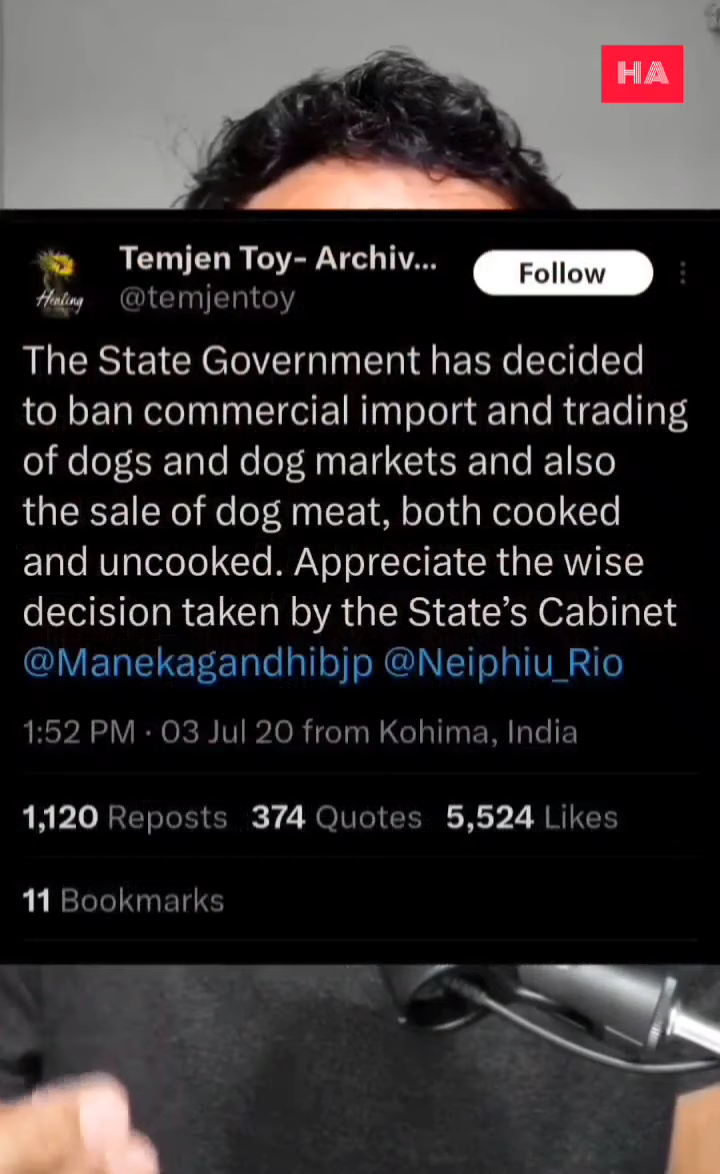 HA
Temjen Toy- Archiv...
Follow
@temjentoy
Healing
The State Government has decided
to ban commercial import and trading
of dogs and dog markets and also
the sale of dog meat, both cooked
and uncooked. Appreciate the wise
decision taken by the State’s Cabinet
@Manekagandhibjp @Neiphiu_Rio
1:52 PM · 03 Jul 20 from Kohima, India
1,120 Reposts 374 Quotes 5,524 Likes
11 Bookmarks